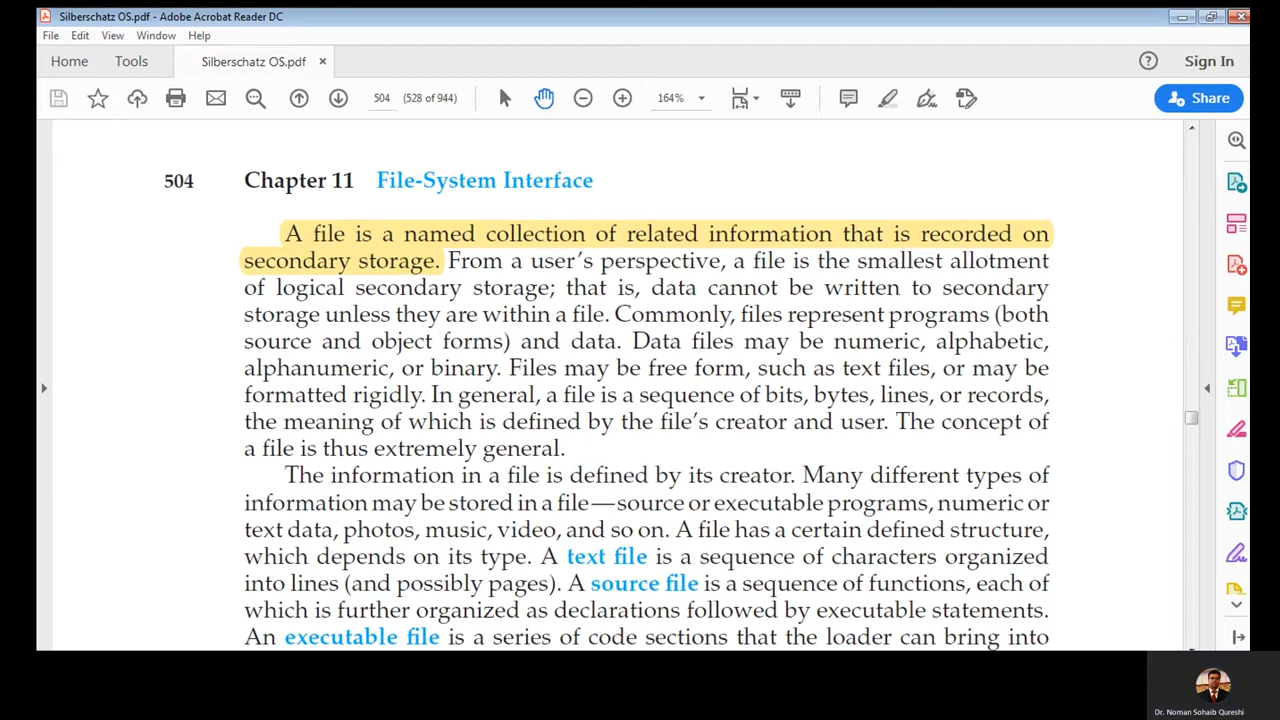 Silberschatz OS.pdf - Adobe Acrobat Reader DC
File Edit View Window Help
Home Tools Silberschatz OS.pdf × Sign In
504 (528 of 944) 164% Share
504 Chapter 11 File-System Interface
A file is a named collection of related information that is recorded on
secondary storage. From a user's perspective, a file is the smallest allotment
of logical secondary storage; that is, data cannot be written to secondary
storage unless they are within a file. Commonly, files represent programs (both
source and object forms) and data. Data files may be numeric, alphabetic,
alphanumeric, or binary. Files may be free form, such as text files, or may be
formatted rigidly. In general, a file is a sequence of bits, bytes, lines, or records,
the meaning of which is defined by the file's creator and user. The concept of
a file is thus extremely general.
The information in a file is defined by its creator. Many different types of
information may be stored in a file—source or executable programs, numeric or
text data, photos, music, video, and so on. A file has a certain defined structure,
which depends on its type. A text file is a sequence of characters organized
into lines (and possibly pages). A source file is a sequence of functions, each of
which is further organized as declarations followed by executable statements.
An executable file is a series of code sections that the loader can bring into
Dr. Noman Sohaib Qureshi